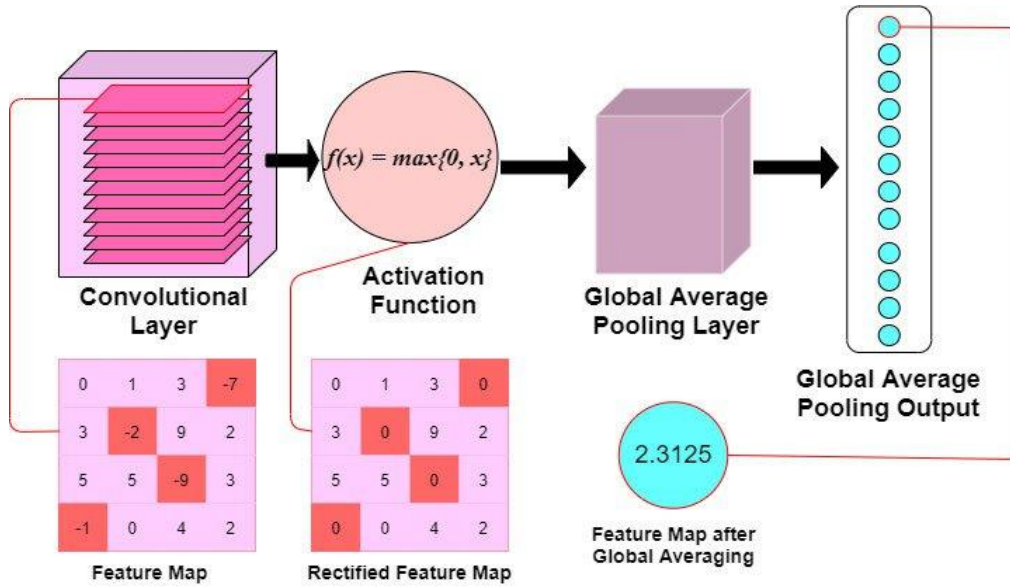 f(x) = max{0, x}
Convolutional
Layer
Activation
Function
Global Average
Pooling Layer
Global Average
Pooling Output
0 1 3 -7
3 -2 9 2
5 5 -9 3
-1 0 4 2
Feature Map
0 1 3 0
3 0 9 2
5 5 0 3
0 0 4 2
Rectified Feature Map
2.3125
Feature Map after
Global Averaging